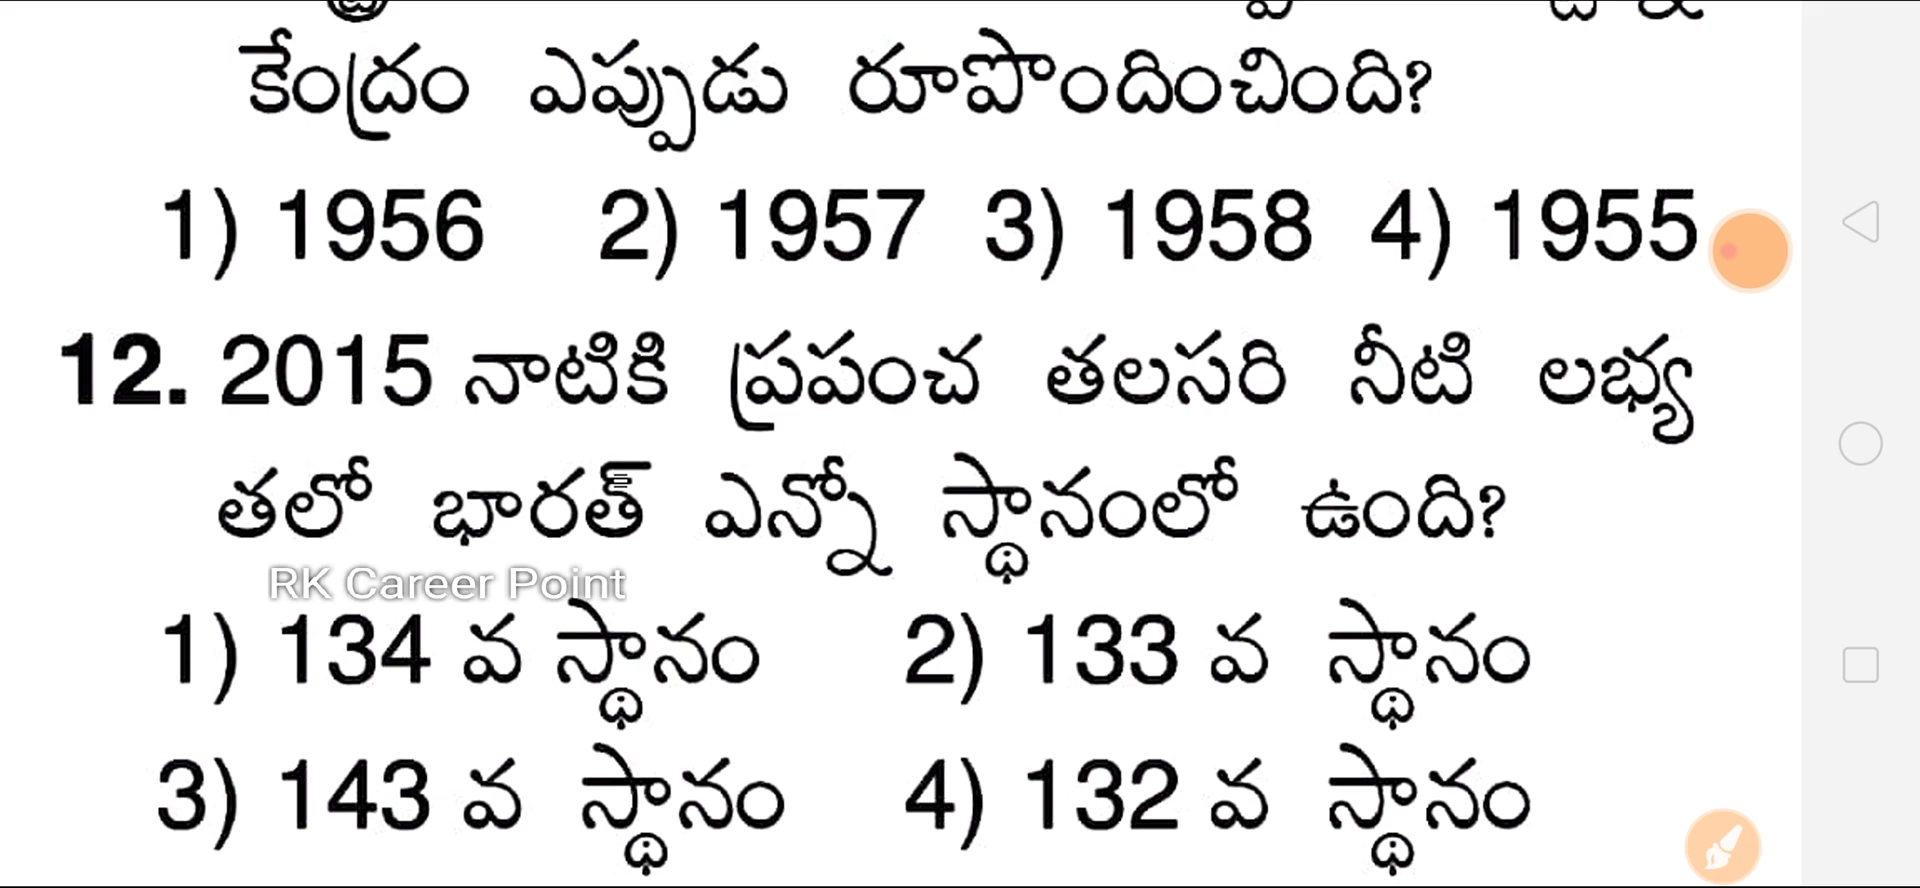 కేంద్రం ఎప్పుడు రూపొందించింది?
1) 1956 2) 1957 3) 1958 4) 1955
12. 2015 నాటికి ప్రపంచ తలసరి నీటి లభ్య
తలో భారత్ ఎన్నో స్థానంలో ఉంది?
RK Career Point
1) 134 వ స్థానం 2) 133 వ స్థానం
3) 143 వ స్థానం 4) 132 వ స్థానం